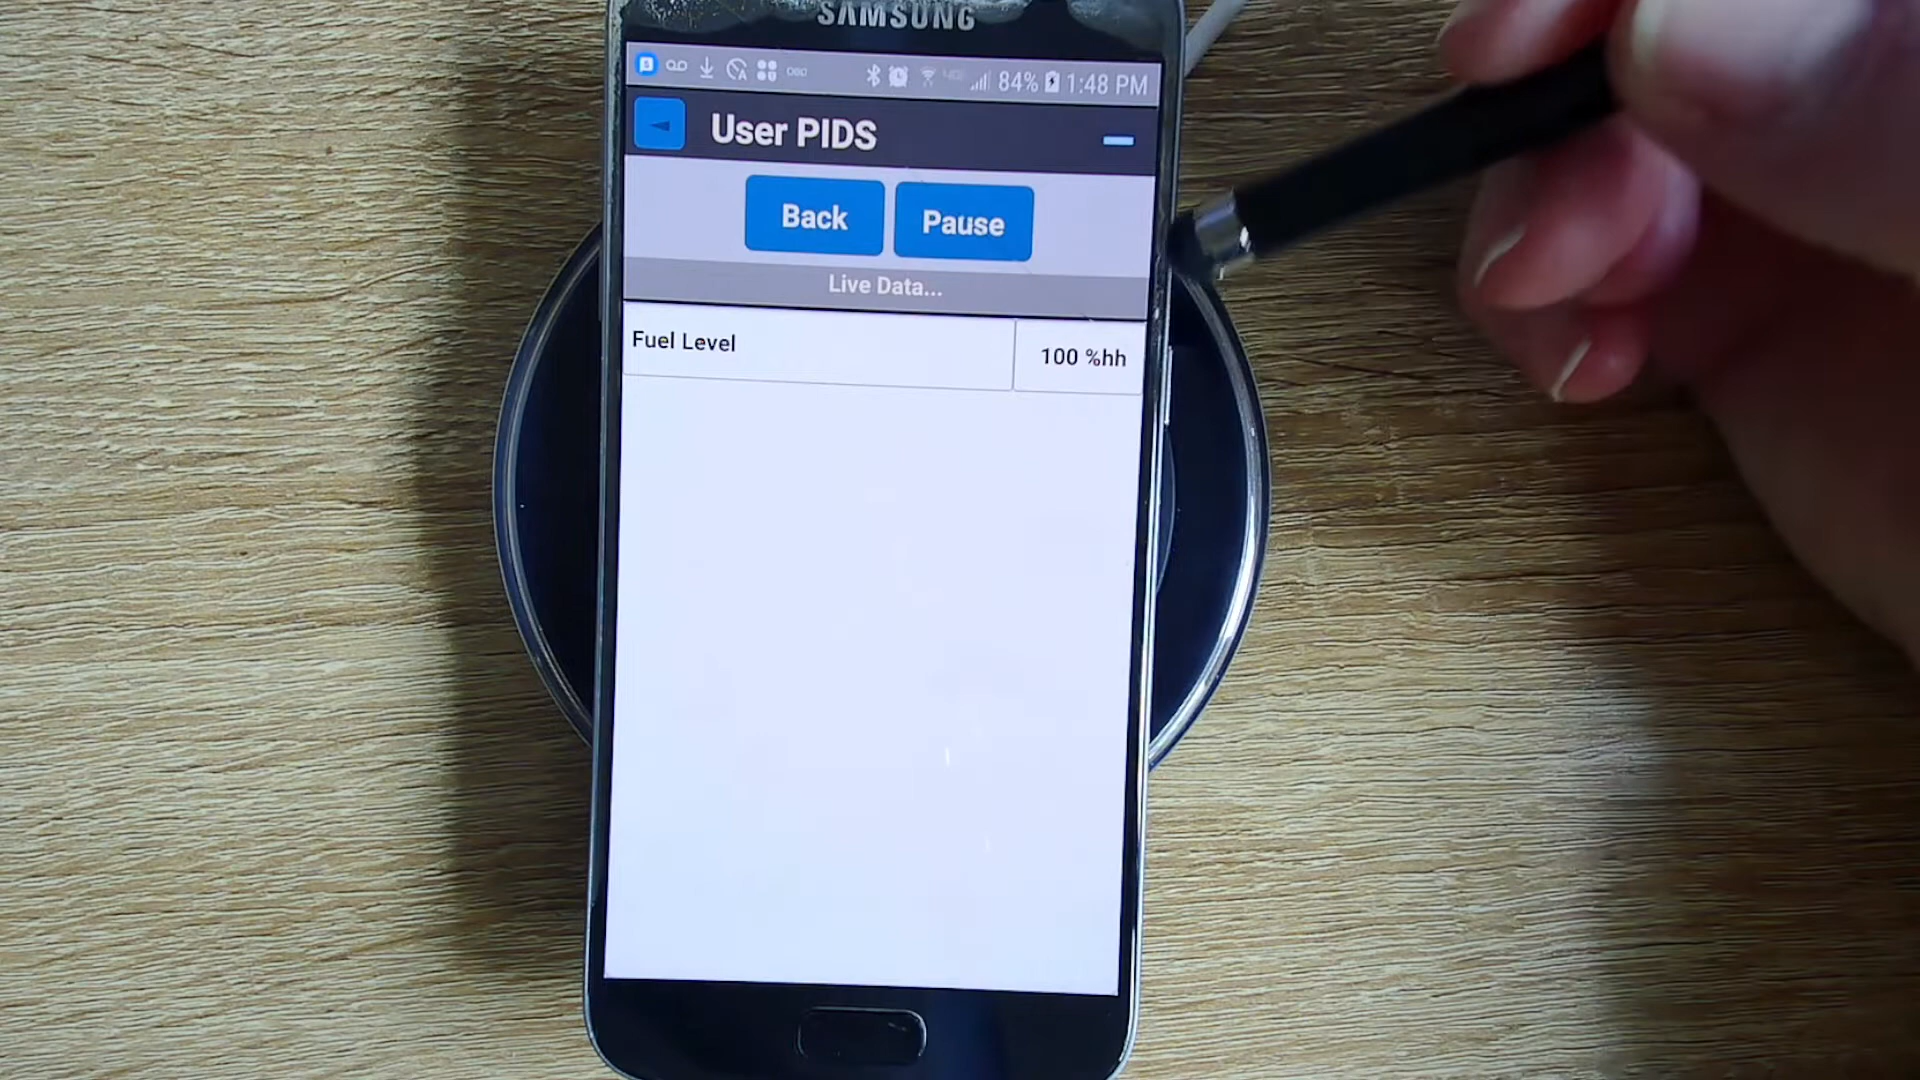 SAMSUNG
84% 1:48 PM
User PIDS
Back Pause
Live Data...
Fuel Level 100 %hh